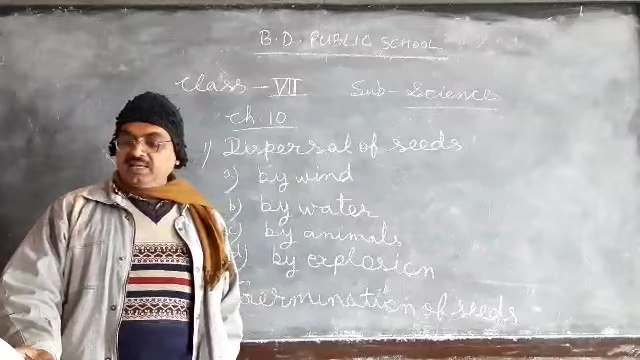 B.D. PUBLIC SCHOOL
Class - VII Sub - Science
Ch. 10
1) Dispersal of seeds
a) by wind
b) by water
c) by animals
d) by explosion
Germination of seeds